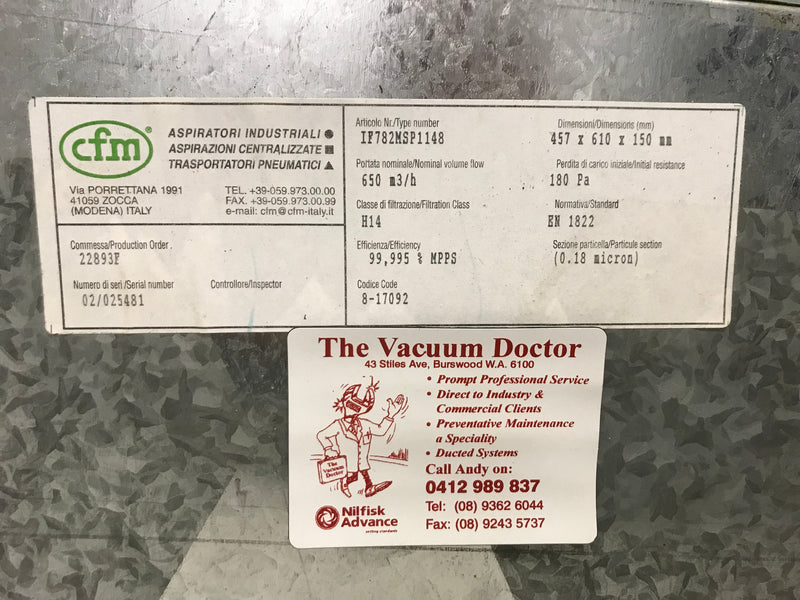 cfm®
ASPIRATORI INDUSTRIALI
ASPIRAZIONI CENTRALIZZATE
TRASPORTATORI PNEUMATICI
Via PORRETTANA 1991
41059 ZOCCA
(MODENA) ITALY
TEL. +39-059.973.00.00
FAX. +39-059.973.00.99
e-mail: cfm@cfm-italy.it
Commessa/Production Order.
22893F
Numero di seri/Serial number
02/025481
Controllore/Inspector
Articolo Nr./Type number
IF782MSP1148
Dimensioni/Dimensions (mm)
457 x 610 x 150 mm
Portata nominale/Nominal volume flow
650 m3/h
Perdita di carico iniziale/Initial resistance
180 Pa
Classe di filtrazione/Filtration Class
H14
Normativa/Standard
EN 1822
Efficienza/Efficiency
99,995 % MPPS
Sezione particella/Particule section
(0.18 micron)
Codice Code
8-17092
The Vacuum Doctor
43 Stiles Ave, Burswood W.A. 6100
• Prompt Professional Service
• Direct to Industry &
Commercial Clients
• Preventative Maintenance
a Speciality
• Ducted Systems
Call Andy on:
0412 989 837
Tel: (08) 9362 6044
Fax: (08) 9243 5737
The
Vacuum
Doctor
Nilfisk
Advance
setting standards